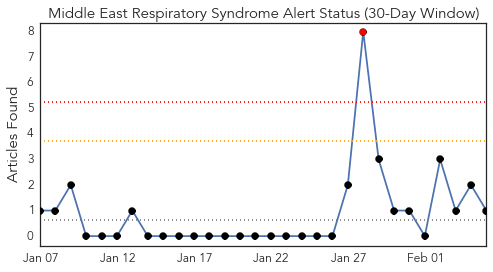 Middle East Respiratory Syndrome Alert Status (30-Day Window)
Articles Found
8
7
6
5
4
3
2
1
0
Jan 07
Jan 12
Jan 17
Jan 22
Jan 27
Feb 01